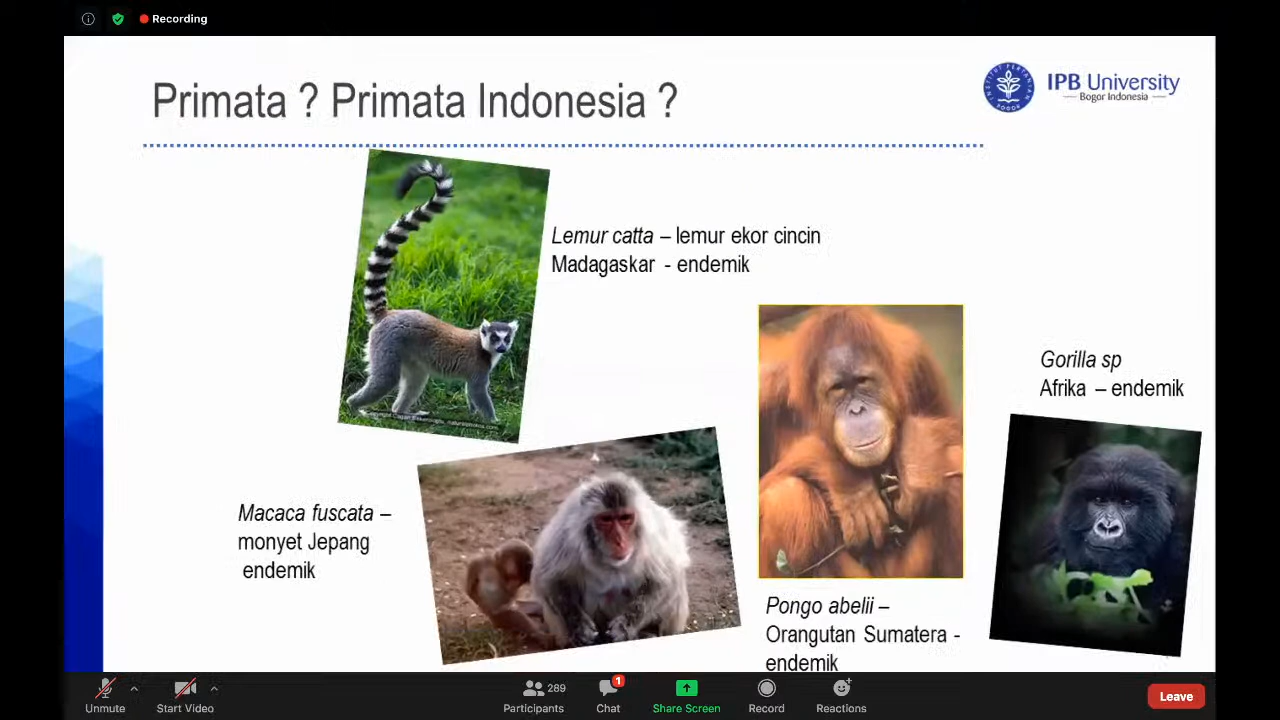 Recording
Primata ? Primata Indonesia ?
IPB University
Bogor Indonesia
Lemur catta – lemur ekor cincin
Madagaskar - endemik
Gorilla sp
Afrika – endemik
Macaca fuscata –
monyet Jepang
endemik
Pongo abelii –
Orangutan Sumatera -
endemik
Unmute
Start Video
289
Participants
1
Chat
Share Screen
Record
Reactions
Leave